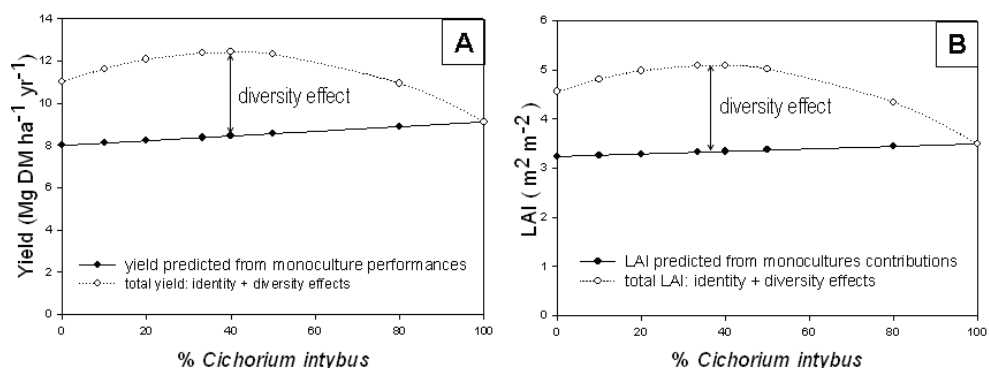 A
14
12
10
8
6
4
2
0
Yield (Mg DM ha⁻¹ yr⁻¹)
diversity effect
yield predicted from monoculture performances
total yield: identity + diversity effects
0 20 40 60 80 100
% Cichorium intybus
B
6
5
4
3
2
1
0
LAI ( m² m⁻²)
diversity effect
LAI predicted from monocultures contributions
total LAI: identity + diversity effects
0 20 40 60 80 100
% Cichorium intybus